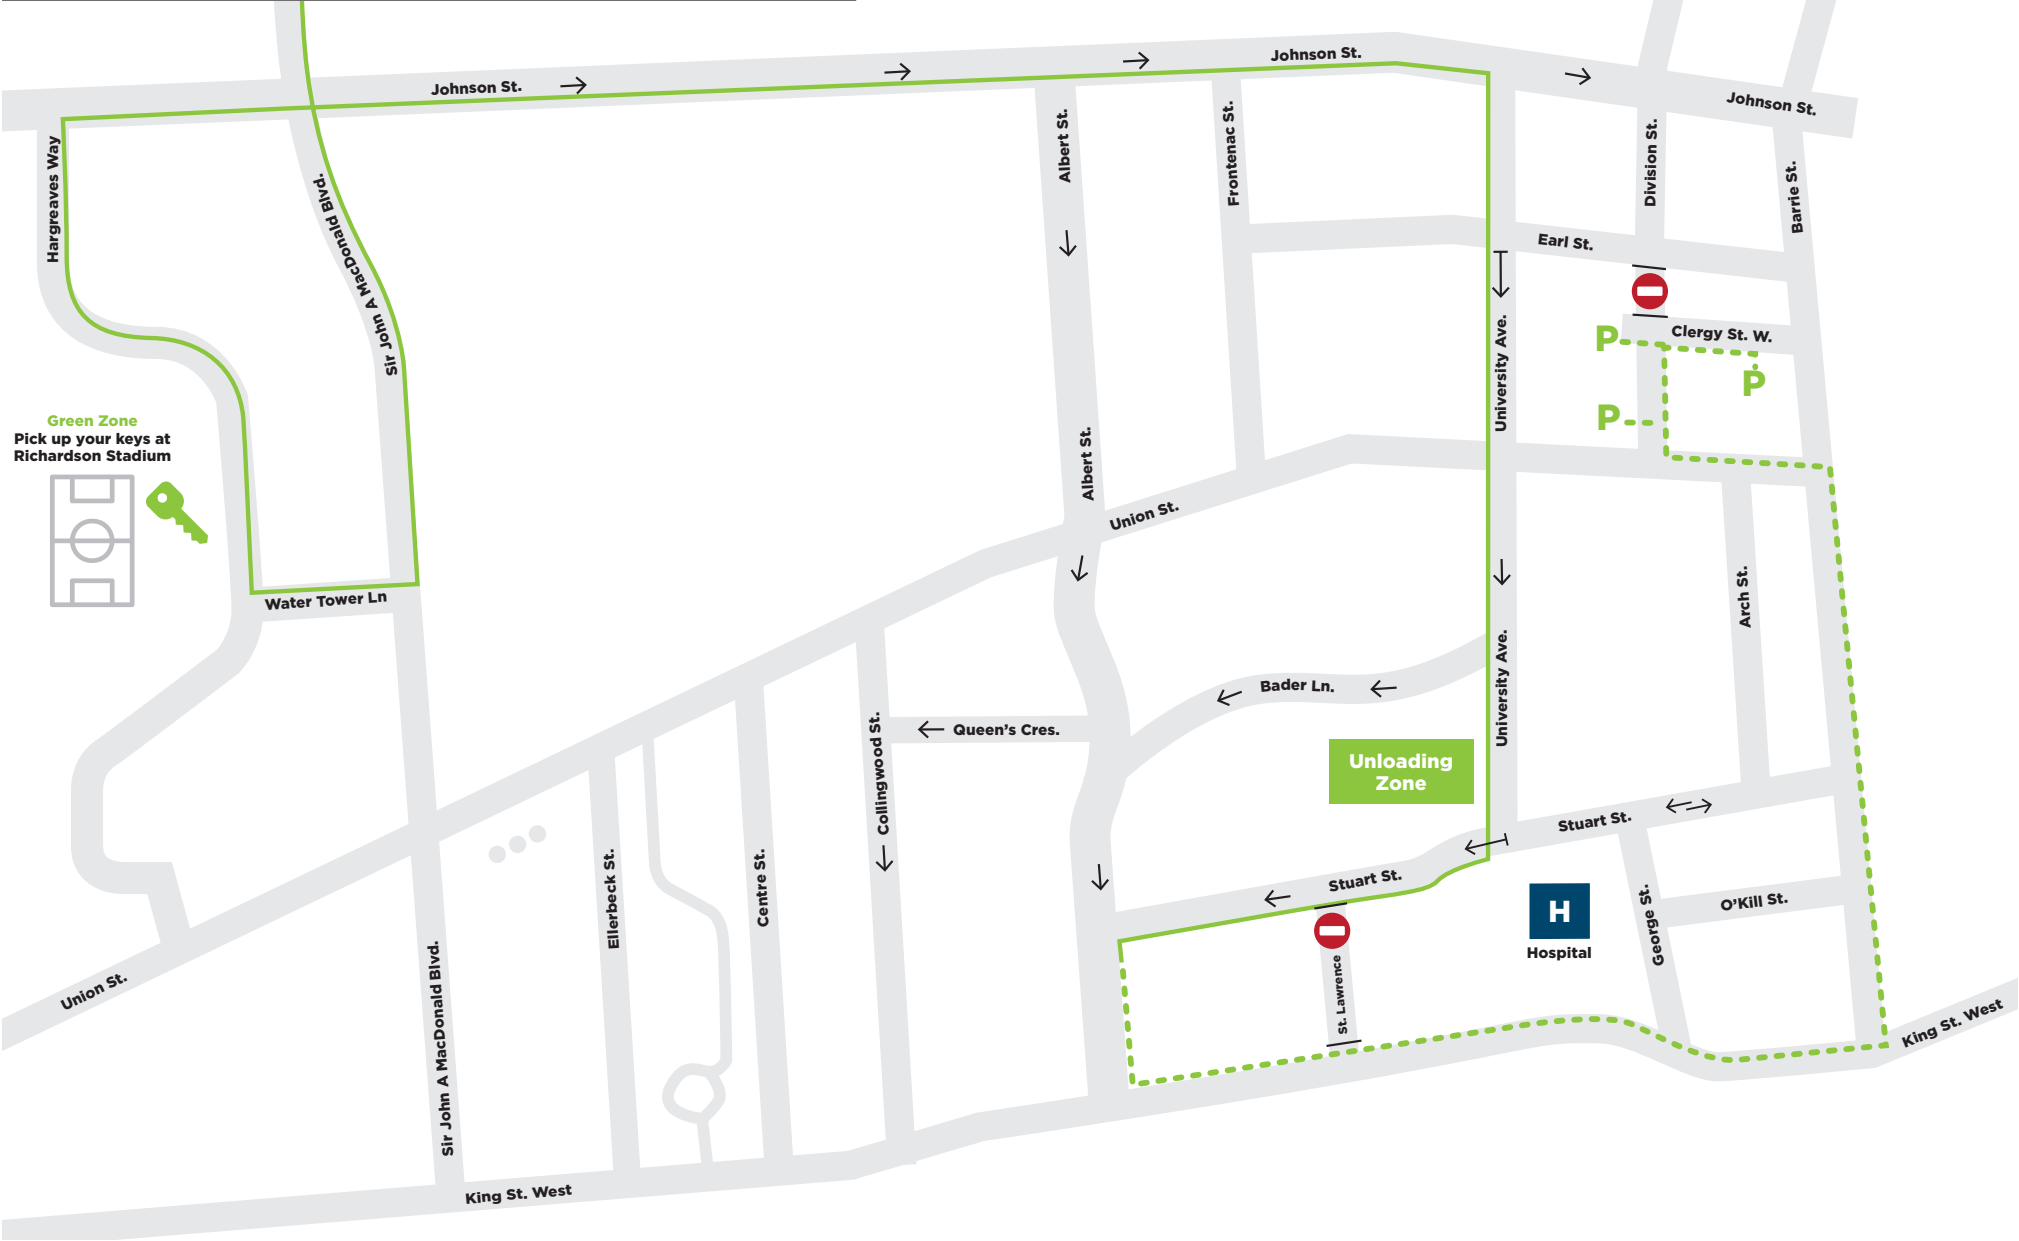 Johnson St.
Johnson St.
Johnson St.
Hargreaves Way
Sir John A MacDonald Blvd.
Albert St.
Frontenac St.
Division St.
Barrie St.
Earl St.
Clergy St. W.
P
P
P
University Ave.
Green Zone
Pick up your keys at
Richardson Stadium
Albert St.
Union St.
Water Tower Ln
Arch St.
University Ave.
Bader Ln.
Queen's Cres.
Collingwood St.
Unloading
Zone
Stuart St.
Stuart St.
Ellerbeck St.
Centre St.
H
Hospital
George St.
O'Kill St.
St. Lawrence
Union St.
Sir John A MacDonald Blvd.
King St. West
King St. West